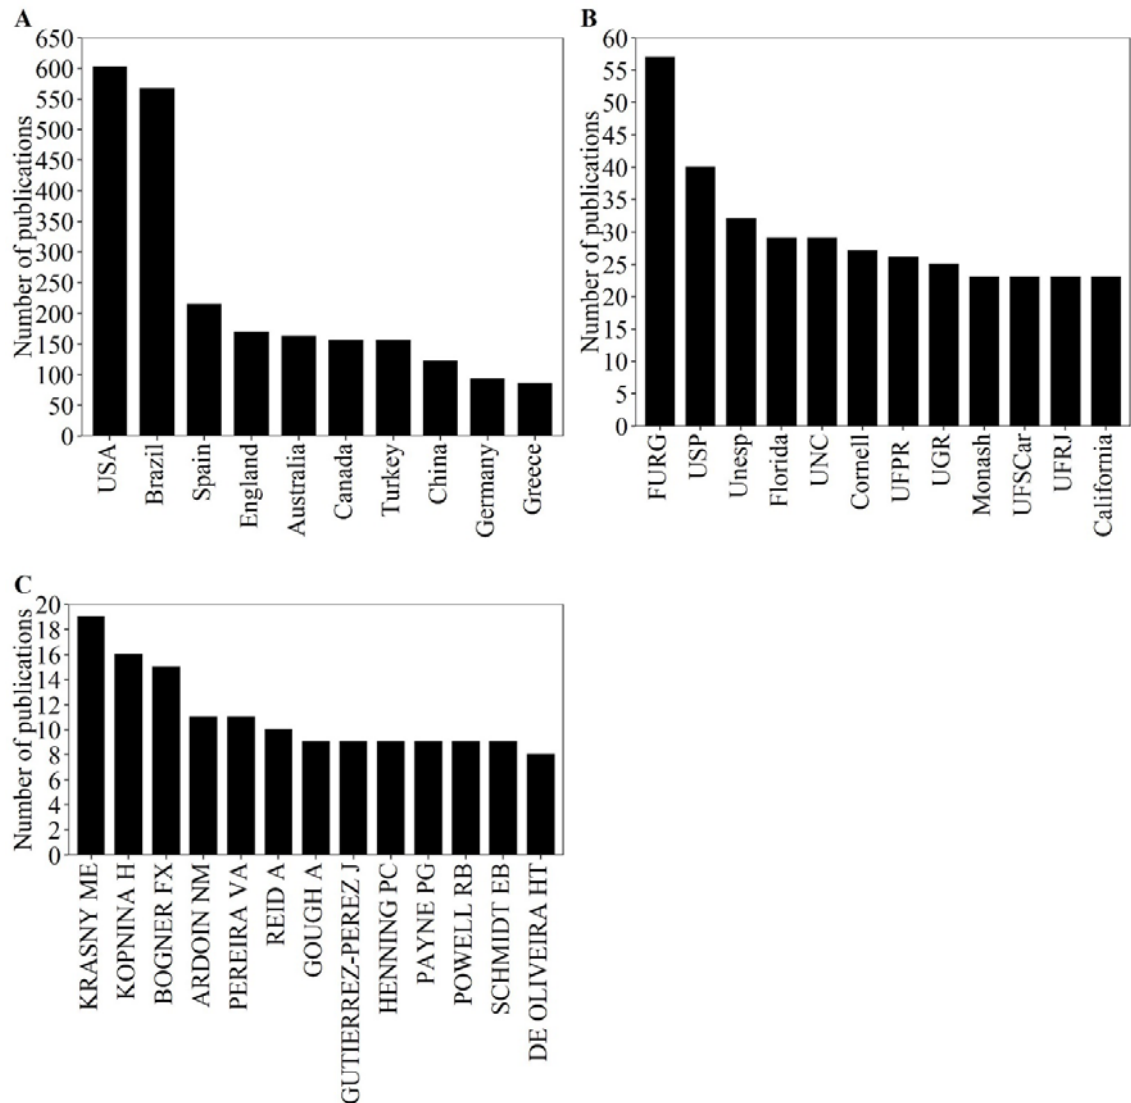 A
Number of publications
650
600
550
500
450
400
350
300
250
200
150
100
50
0
USA
Brazil
Spain
England
Australia
Canada
Turkey
China
Germany
Greece
B
Number of publications
60
55
50
45
40
35
30
25
20
15
10
5
0
FURG
USP
Unesp
Florida
UNC
Cornell
UFPR
UGR
Monash
UFSCar
UFRJ
California
C
Number of publications
20
18
16
14
12
10
8
6
4
2
0
KRASNY ME
KOPNINA H
BOGNER FX
ARDOIN NM
PEREIRA VA
REID A
GOUGH A
GUTIERREZ-PEREZ J
HENNING PC
PAYNE PG
POWELL RB
SCHMIDT EB
DE OLIVEIRA HT